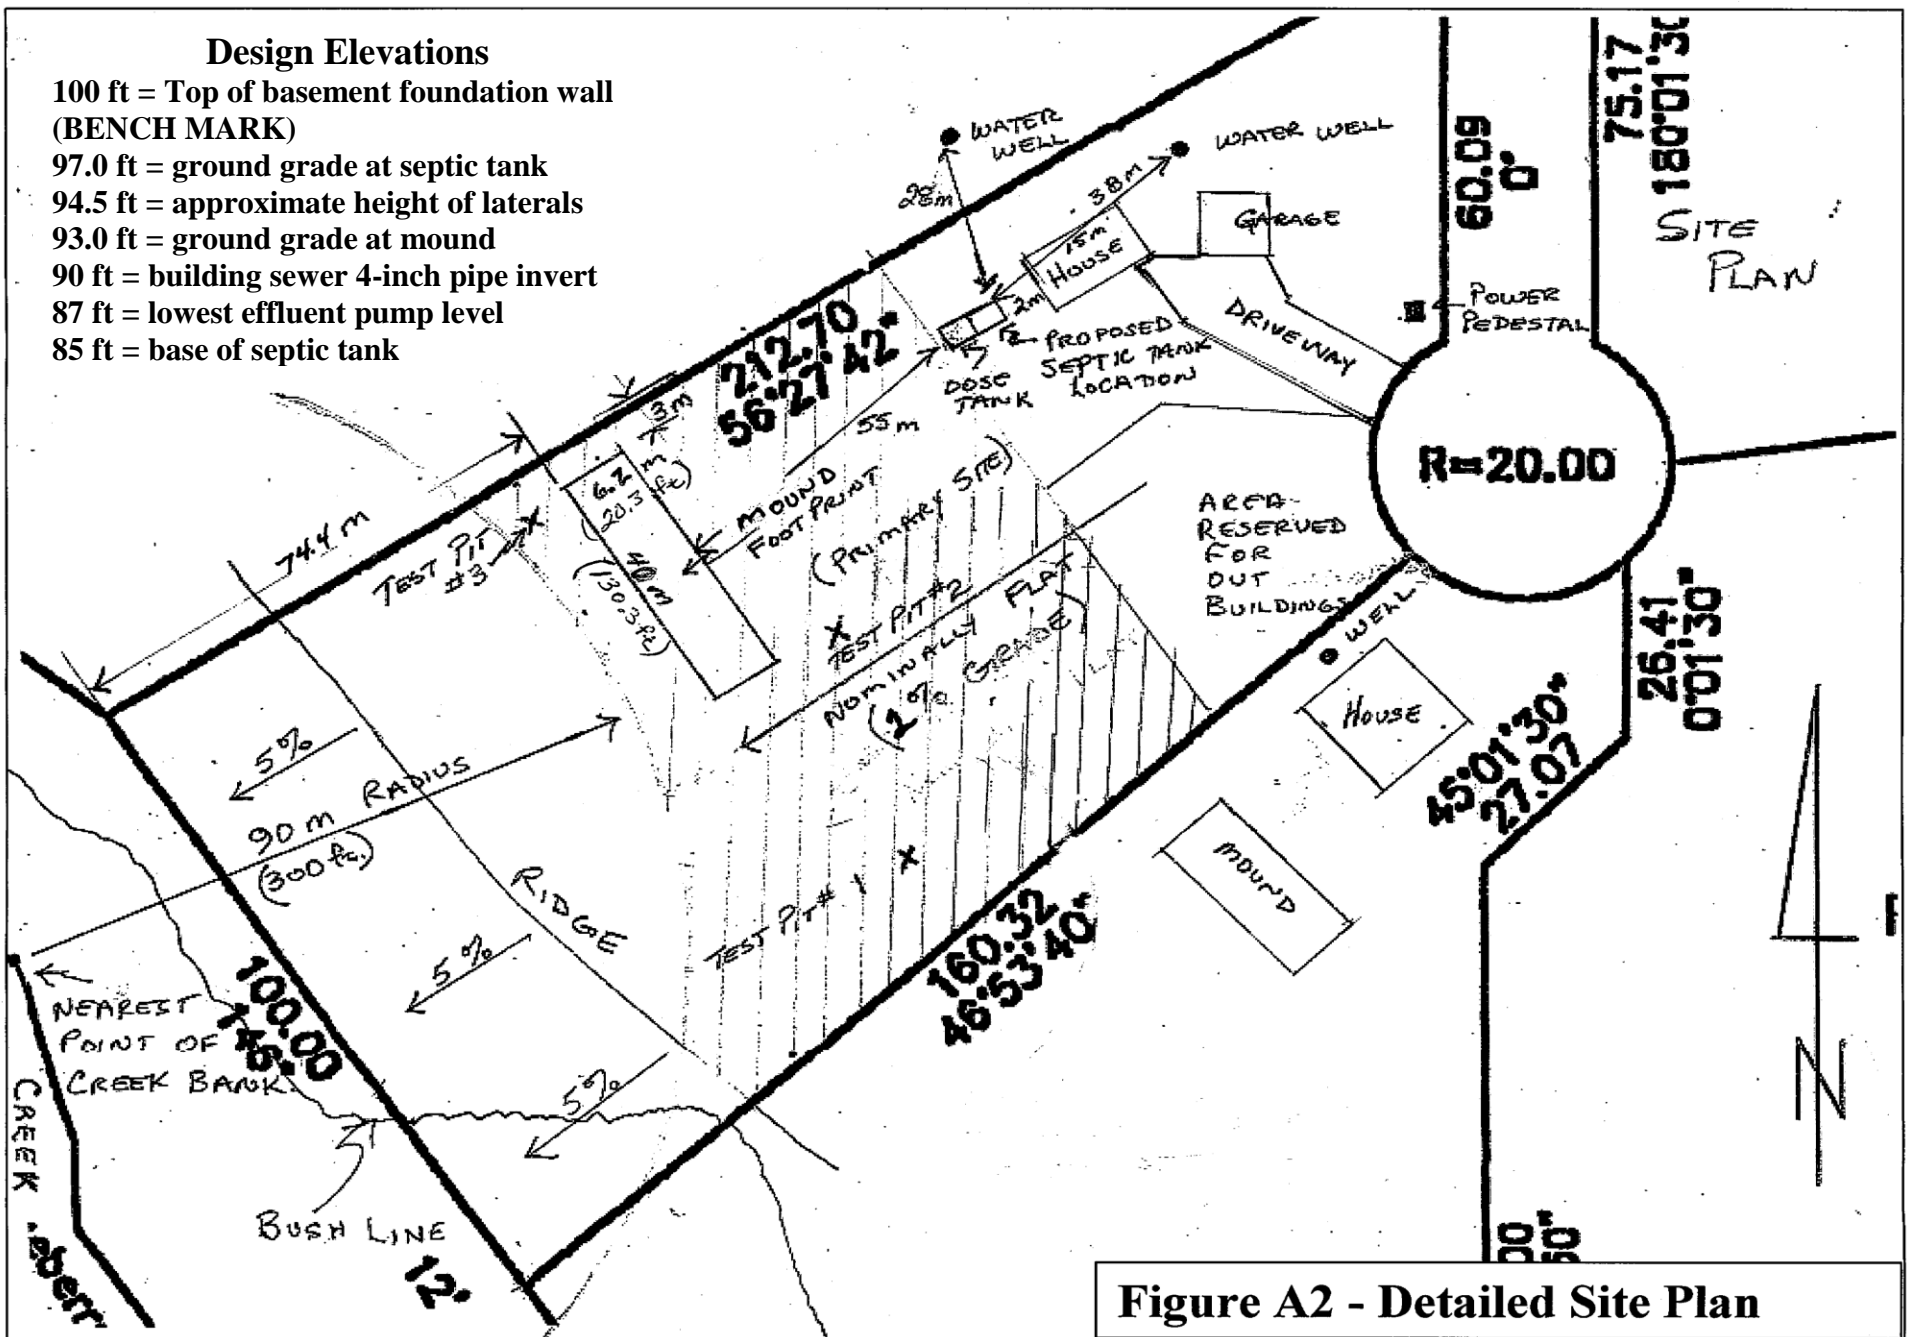 Design Elevations
100 ft = Top of basement foundation wall
(BENCH MARK)
97.0 ft = ground grade at septic tank
94.5 ft = approximate height of laterals
93.0 ft = ground grade at mound
90 ft = building sewer 4-inch pipe invert
87 ft = lowest effluent pump level
85 ft = base of septic tank
WATER
WELL
WATER WELL
28m
38m
15m
HOUSE
GARAGE
2m
60.09
0°
75.17
180°01'30
SITE
PLAN
POWER
PEDESTAL
DRIVEWAY
PROPOSED
SEPTIC TANK
LOCATION
DOSE
TANK
212.70
56°27'42"
3m
55m
R=20.00
6.2 m
(20.3 ft)
MOUND
FOOT PRINT
(PRIMARY SITE)
AREA
RESERVED
FOR
OUT
BUILDINGS
74.4 m
TEST PIT
#3
40 m
(130.3 ft)
TEST PIT #2
NOMINALLY FLAT
(2% GRADE)
WELL
HOUSE
26.41
0°01'30"
45°01'30"
27.07
5%
90 m RADIUS
(300 ft.)
RIDGE
TEST PIT # 1
MOUND
160.32
46°53'40"
5%
NEAREST
POINT OF
CREEK BANK
100.00
5%
CREEK
BUSH LINE
12'
N
Figure A2 - Detailed Site Plan